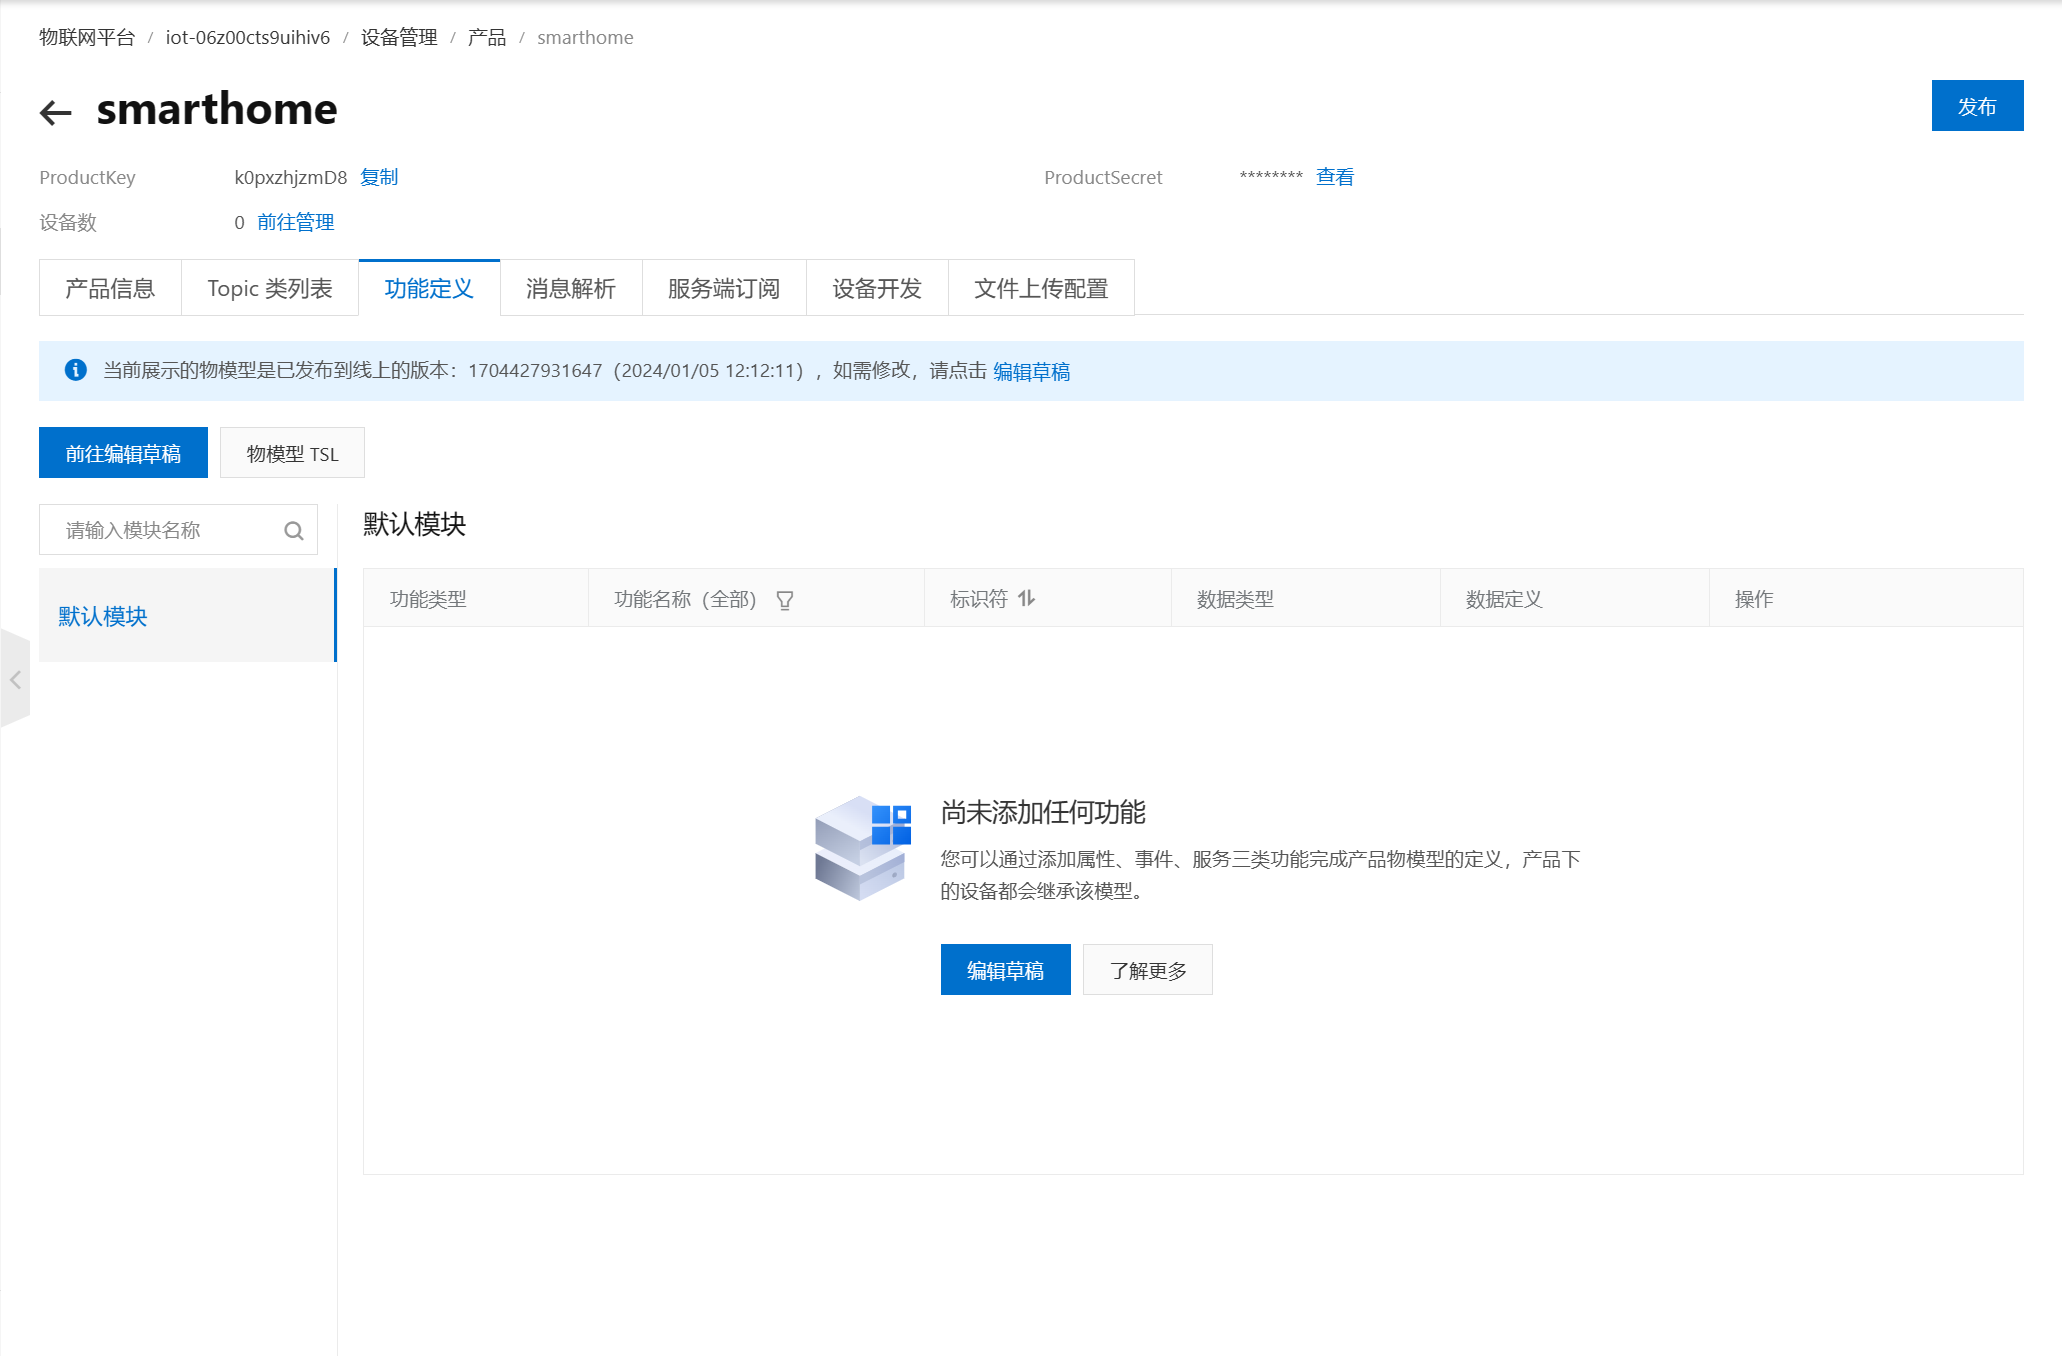 物联网平台 / iot-06z00cts9uihiv6 / 设备管理 / 产品 / smarthome
smarthome
发布
ProductKey k0pxzhjzmD8 复制 ProductSecret ******** 查看
设备数 0 前往管理
产品信息 Topic 类列表 功能定义 消息解析 服务端订阅 设备开发 文件上传配置
当前展示的物模型是已发布到线上的版本：1704427931647（2024/01/05 12:12:11），如需修改，请点击 编辑草稿
前往编辑草稿 物模型 TSL
请输入模块名称
默认模块
默认模块
功能类型 功能名称（全部） 标识符 数据类型 数据定义 操作
尚未添加任何功能
您可以通过添加属性、事件、服务三类功能完成产品物模型的定义，产品下
的设备都会继承该模型。
编辑草稿 了解更多